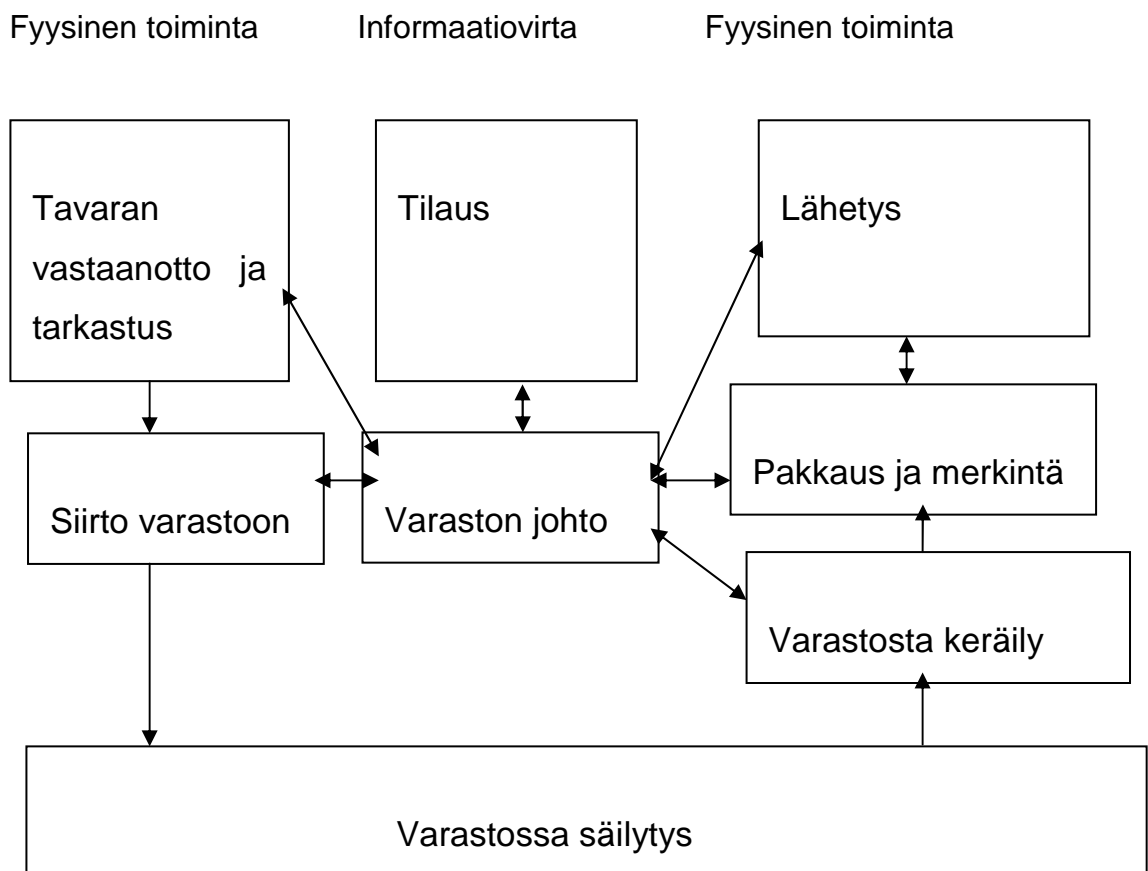 Fyysinen toiminta
Informaatiovirta
Fyysinen toiminta
Tavaran
vastaanotto ja
tarkastus
Tilaus
Lähetys
Siirto varastoon
Varaston johto
Pakkaus ja merkintä
Varastosta keräily
Varastossa säilytys